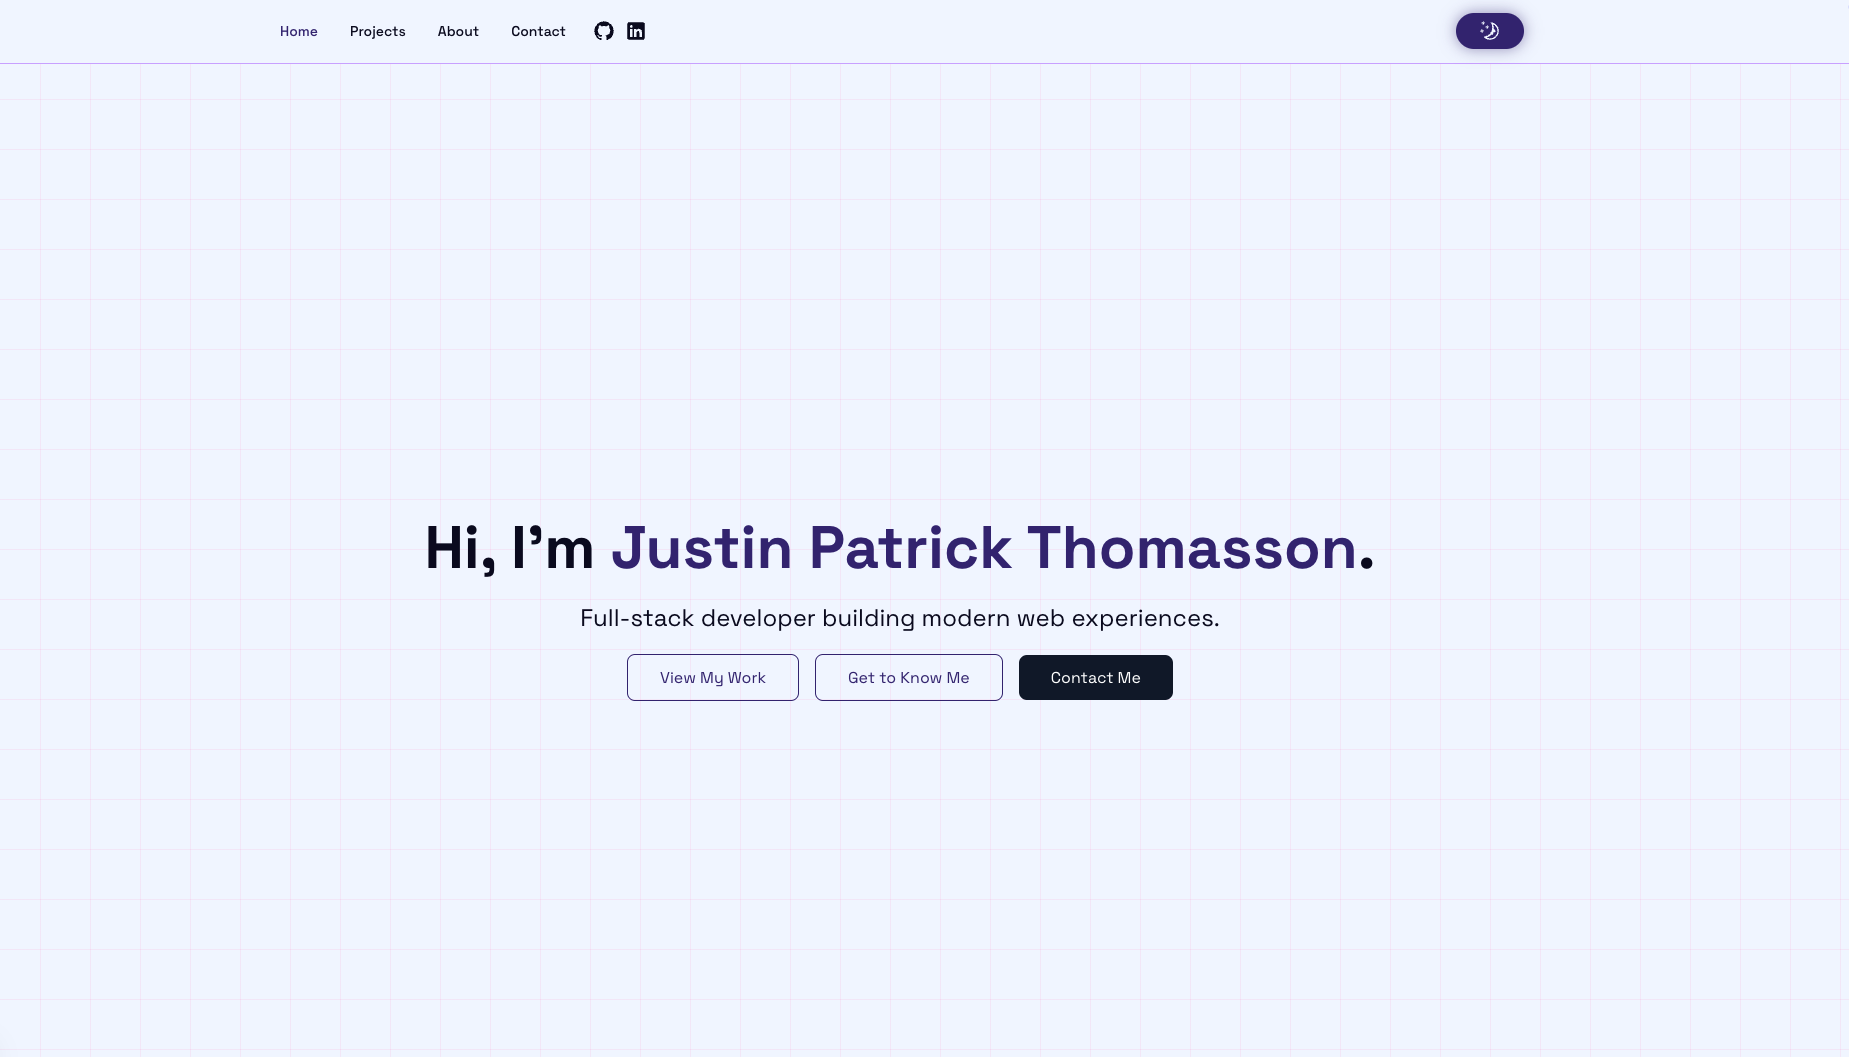 Home Projects About Contact
Hi, I'm Justin Patrick Thomasson.
Full-stack developer building modern web experiences.
View My Work Get to Know Me Contact Me